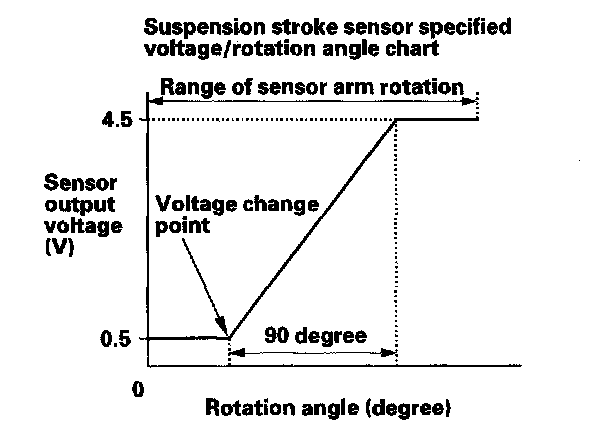 Suspension stroke sensor specified
voltage/rotation angle chart
Range of sensor arm rotation
4.5
Sensor
output
voltage
(V)
Voltage change
point
0.5
90 degree
0
Rotation angle (degree)